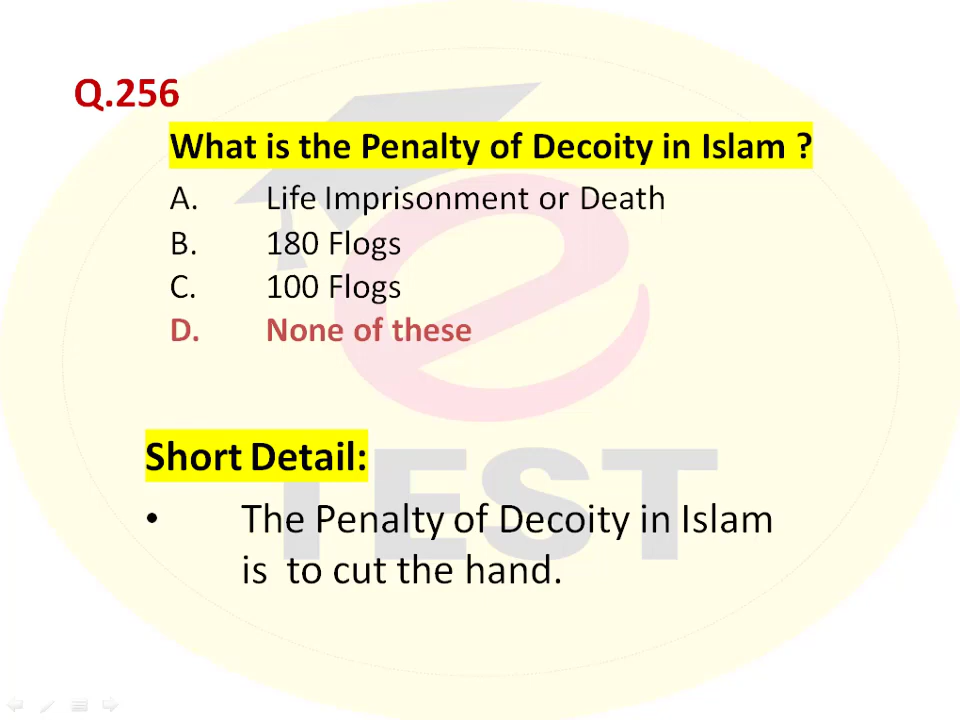 Q.256
What is the Penalty of Decoity in Islam ?
A. Life Imprisonment or Death
B. 180 Flogs
C. 100 Flogs
D. None of these
Short Detail:
• The Penalty of Decoity in Islam
is to cut the hand.
e
TEST